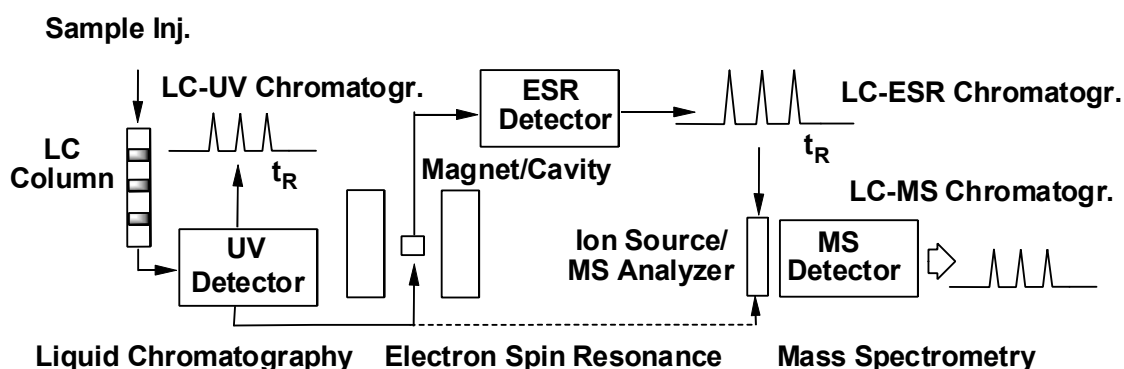 Sample Inj.
LC-UV Chromatogr.
LC
Column
t_R
UV
Detector
Magnet/Cavity
ESR
Detector
LC-ESR Chromatogr.
t_R
LC-MS Chromatogr.
Ion Source/
MS Analyzer
MS
Detector
Liquid Chromatography
Electron Spin Resonance
Mass Spectrometry